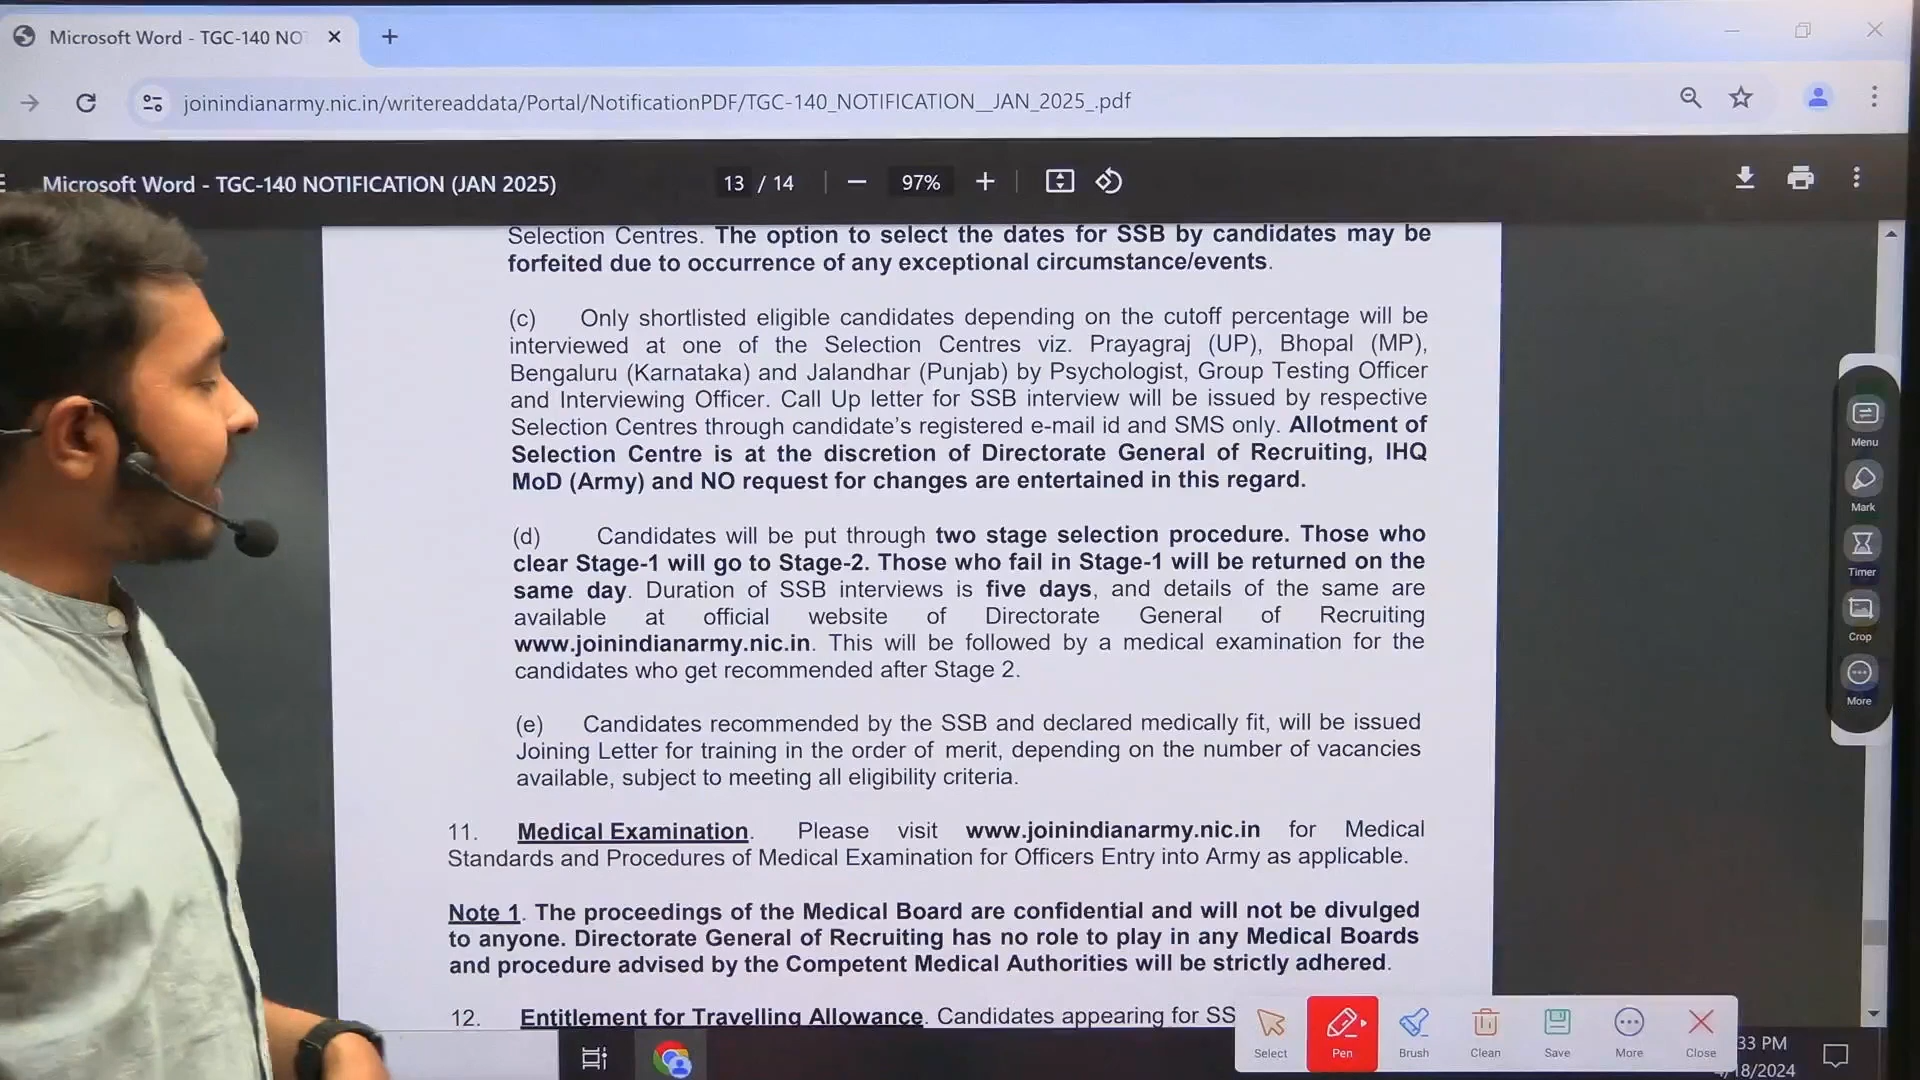 Microsoft Word - TGC-140 NO
joinindianarmy.nic.in/writereaddata/Portal/NotificationPDF/TGC-140_NOTIFICATION__JAN_2025_.pdf
Microsoft Word - TGC-140 NOTIFICATION (JAN 2025)
13 / 14
97%
Selection Centres. The option to select the dates for SSB by candidates may be
forfeited due to occurrence of any exceptional circumstance/events.
(c) Only shortlisted eligible candidates depending on the cutoff percentage will be
interviewed at one of the Selection Centres viz. Prayagraj (UP), Bhopal (MP),
Bengaluru (Karnataka) and Jalandhar (Punjab) by Psychologist, Group Testing Officer
and Interviewing Officer. Call Up letter for SSB interview will be issued by respective
Selection Centres through candidate's registered e-mail id and SMS only. Allotment of
Selection Centre is at the discretion of Directorate General of Recruiting, IHQ
MoD (Army) and NO request for changes are entertained in this regard.
(d) Candidates will be put through two stage selection procedure. Those who
clear Stage-1 will go to Stage-2. Those who fail in Stage-1 will be returned on the
same day. Duration of SSB interviews is five days, and details of the same are
available at official website of Directorate General of Recruiting
www.joinindianarmy.nic.in. This will be followed by a medical examination for the
candidates who get recommended after Stage 2.
(e) Candidates recommended by the SSB and declared medically fit, will be issued
Joining Letter for training in the order of merit, depending on the number of vacancies
available, subject to meeting all eligibility criteria.
11. Medical Examination. Please visit www.joinindianarmy.nic.in for Medical
Standards and Procedures of Medical Examination for Officers Entry into Army as applicable.
Note 1. The proceedings of the Medical Board are confidential and will not be divulged
to anyone. Directorate General of Recruiting has no role to play in any Medical Boards
and procedure advised by the Competent Medical Authorities will be strictly adhered.
12. Entitlement for Travelling Allowance. Candidates appearing for SS
Menu
Mark
Timer
Crop
More
Select
Pen
Brush
Clean
Save
More
Close
33 PM
/18/2024